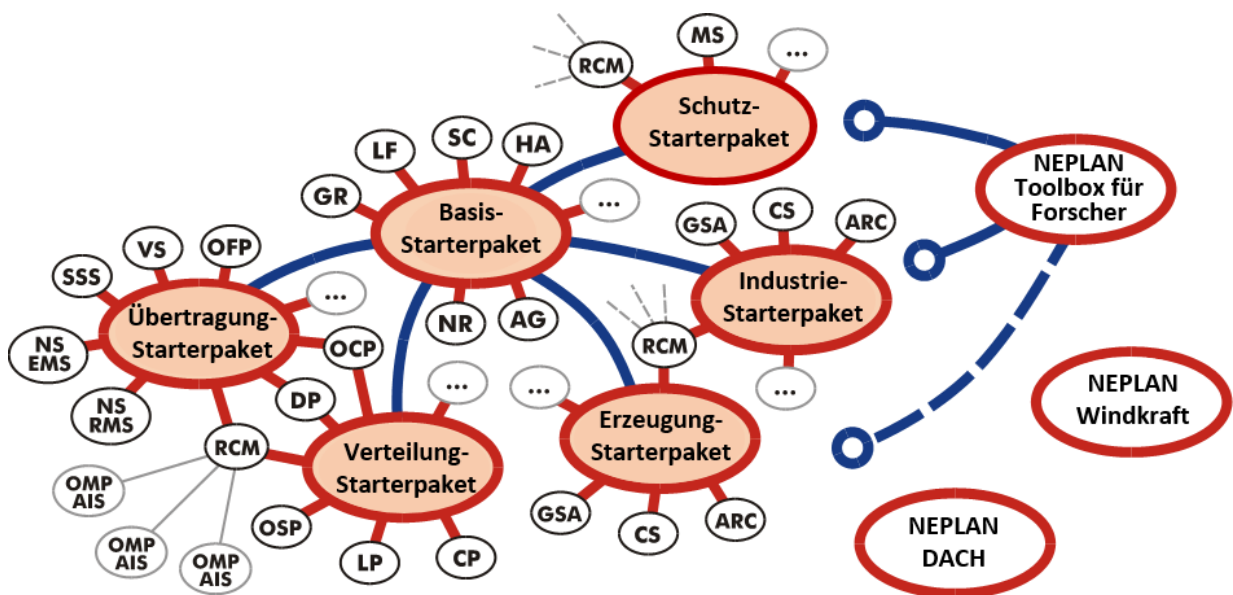 MS
...
RCM
Schutz-
Starterpaket
SC
HA
LF
GR
Basis-
Starterpaket
...
NR
AG
NEPLAN
Toolbox für
Forscher
GSA
CS
ARC
Industrie-
Starterpaket
RCM
...
VS
OFP
SSS
...
Übertragung-
Starterpaket
NS
EMS
NS
RMS
OCP
DP
RCM
OMP
AIS
OMP
AIS
OMP
AIS
...
Verteilung-
Starterpaket
OSP
LP
CP
...
Erzeugung-
Starterpaket
GSA
CS
ARC
NEPLAN
Windkraft
NEPLAN
DACH